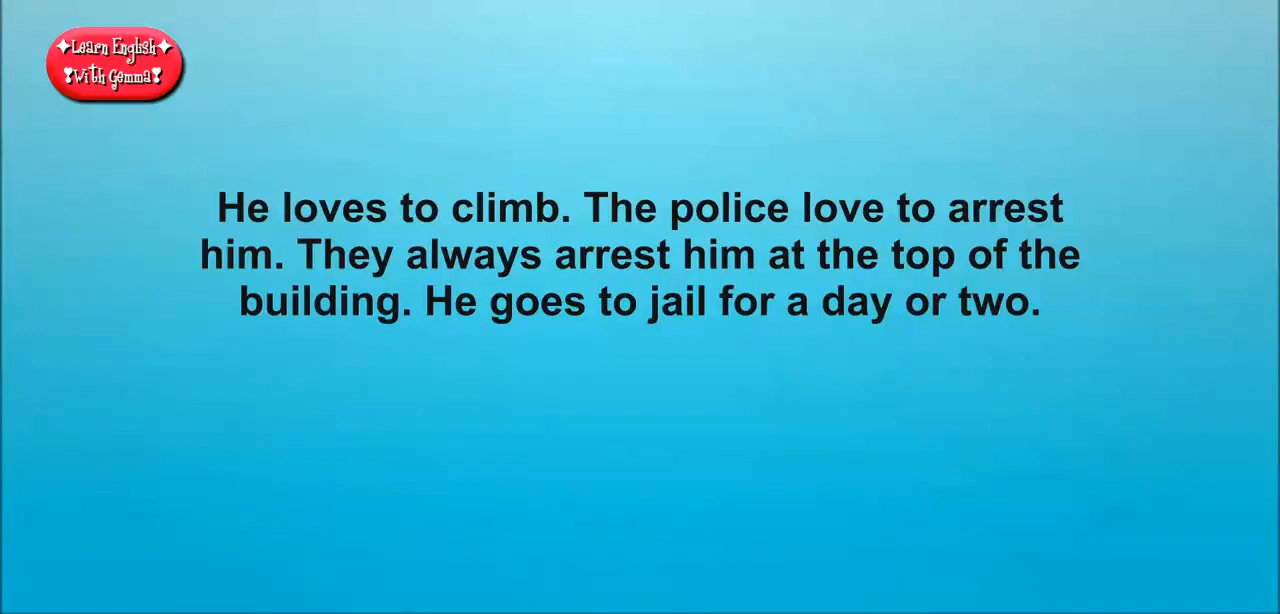 Learn English
With Gemma
He loves to climb. The police love to arrest
him. They always arrest him at the top of the
building. He goes to jail for a day or two.